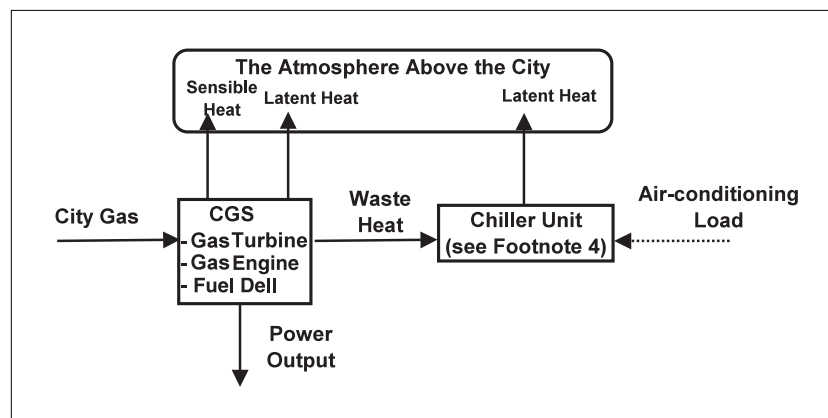 The Atmosphere Above the City
Sensible
Heat
Latent Heat
Latent Heat
City Gas
CGS
- Gas Turbine
- Gas Engine
- Fuel Dell
Waste
Heat
Chiller Unit
(see Footnote 4)
Air-conditioning
Load
Power
Output